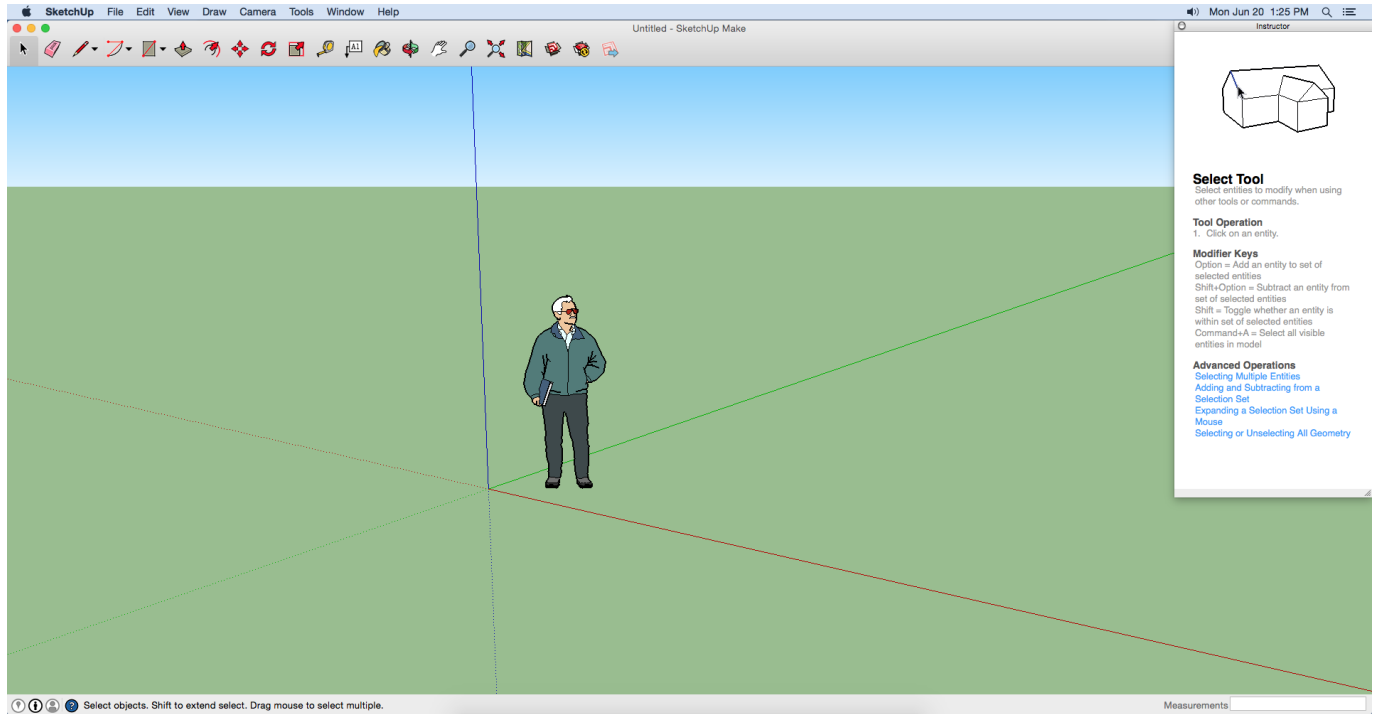 SketchUp File Edit View Draw Camera Tools Window Help Mon Jun 20 1:25 PM
Untitled - SketchUp Make
Instructor
A1
Select Tool
Select entities to modify when using
other tools or commands.
Tool Operation
1. Click on an entity.
Modifier Keys
Option = Add an entity to set of
selected entities
Shift+Option = Subtract an entity from
set of selected entities
Shift = Toggle whether an entity is
within set of selected entities
Command+A = Select all visible
entities in model
Advanced Operations
Selecting Multiple Entities
Adding and Subtracting from a
Selection Set
Expanding a Selection Set Using a
Mouse
Selecting or Unselecting All Geometry
Select objects. Shift to extend select. Drag mouse to select multiple.
Measurements